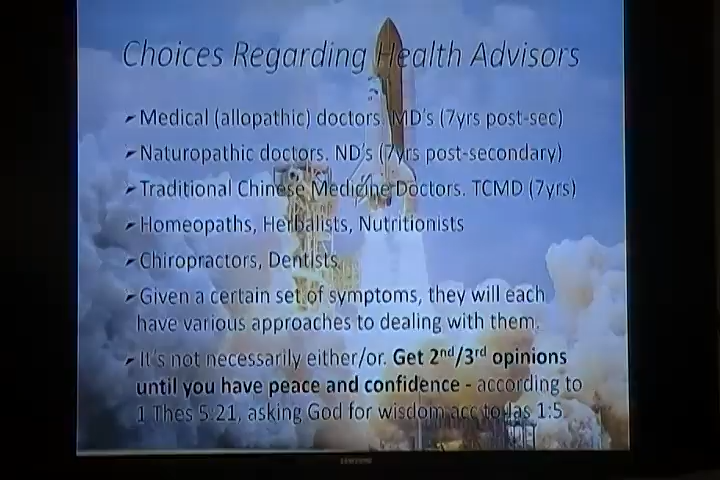 Choices Regarding Health Advisors
➢Medical (allopathic) doctors. MD's (7yrs post-sec)
➢Naturopathic doctors. ND's (7yrs post-secondary)
➢Traditional Chinese Medicine Doctors. TCMD (7yrs)
➢Homeopaths, Herbalists, Nutritionists
➢Chiropractors, Dentists
➢Given a certain set of symptoms, they will each
have various approaches to dealing with them.
➢It's not necessarily either/or. Get 2nd/3rd opinions
until you have peace and confidence - according to
1 Thes 5:21, asking God for wisdom acc to Jas 1:5
SAMSUNG